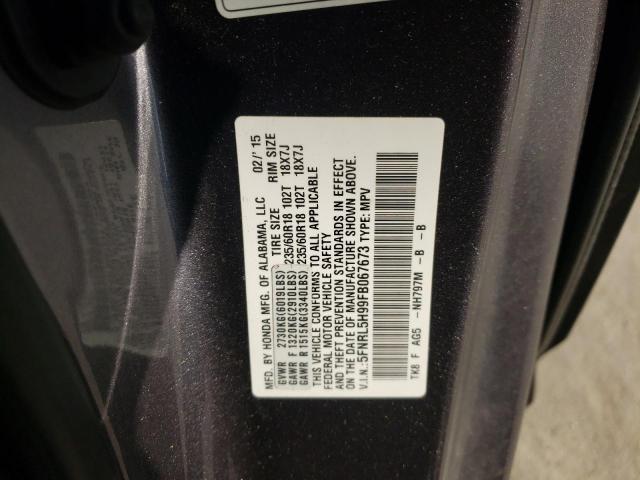 MFD. BY HONDA MFG. OF ALABAMA, LLC 02/'15
GVWR 2730KG(6019LBS) TIRE SIZE RIM SIZE
GAWR F 1320KG(2910LBS) 235/60R18 102T 18X7J
GAWR R 1515KG(3340LBS) 235/60R18 102T 18X7J
THIS VEHICLE CONFORMS TO ALL APPLICABLE
FEDERAL MOTOR VEHICLE SAFETY
AND THEFT PREVENTION STANDARDS IN EFFECT
ON THE DATE OF MANUFACTURE SHOWN ABOVE.
V.I.N.: 5FNRL5H99FB067673 TYPE: MPV
TK8 F AG5 -NH797M -B -B